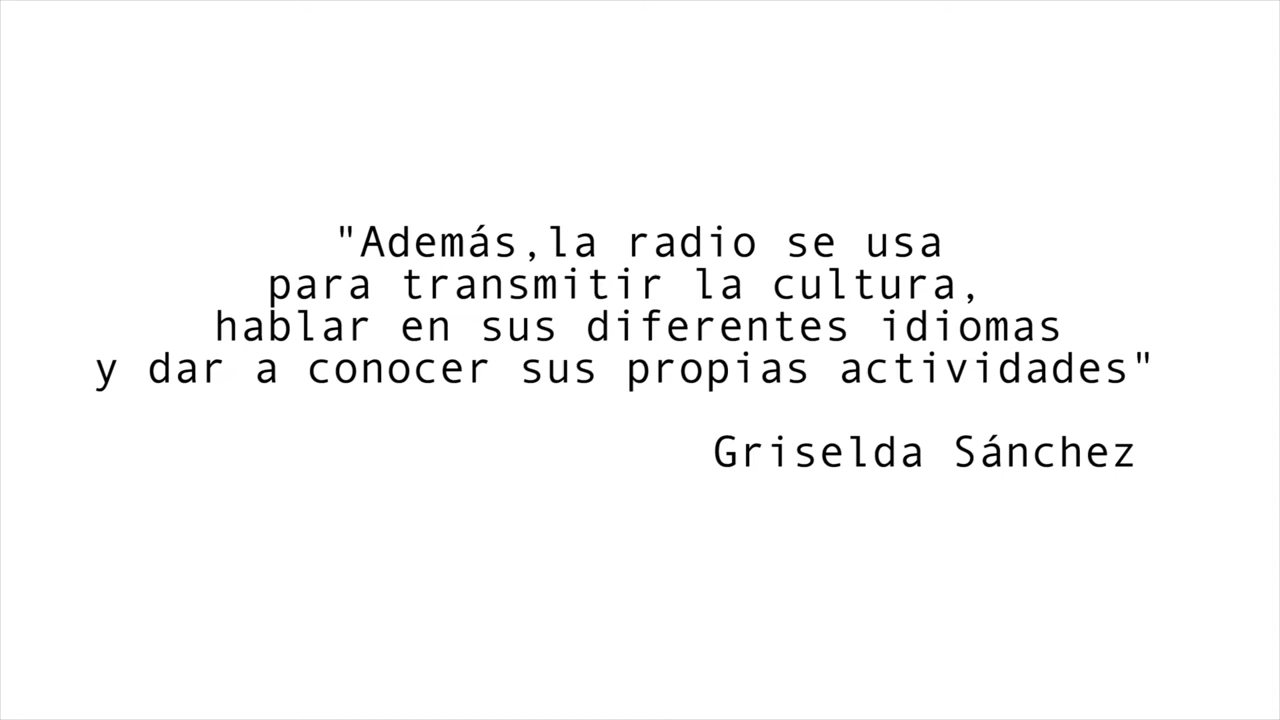 "Además,la radio se usa
para transmitir la cultura,
hablar en sus diferentes idiomas
y dar a conocer sus propias actividades"
Griselda Sánchez